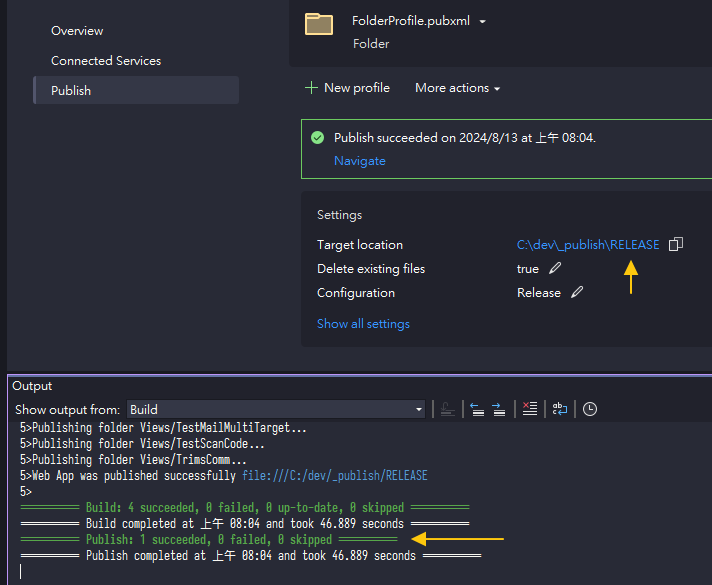 Overview
Connected Services
Publish
FolderProfile.pubxml
Folder
New profile
More actions
Publish succeeded on 2024/8/13 at 上午 08:04.
Navigate
Settings
Target location C:\dev\_publish\RELEASE
Delete existing files true
Configuration Release
Show all settings
Output
Show output from: Build
5>Publishing folder Views/TestMailMultiTarget...
5>Publishing folder Views/TestScanCode...
5>Publishing folder Views/TrimsComm...
5>Web App was published successfully file:///C:/dev/_publish/RELEASE
5>
========== Build: 4 succeeded, 0 failed, 0 up-to-date, 0 skipped ==========
========== Build completed at 上午 08:04 and took 46.889 seconds ==========
========== Publish: 1 succeeded, 0 failed, 0 skipped ==========
========== Publish completed at 上午 08:04 and took 46.889 seconds ==========